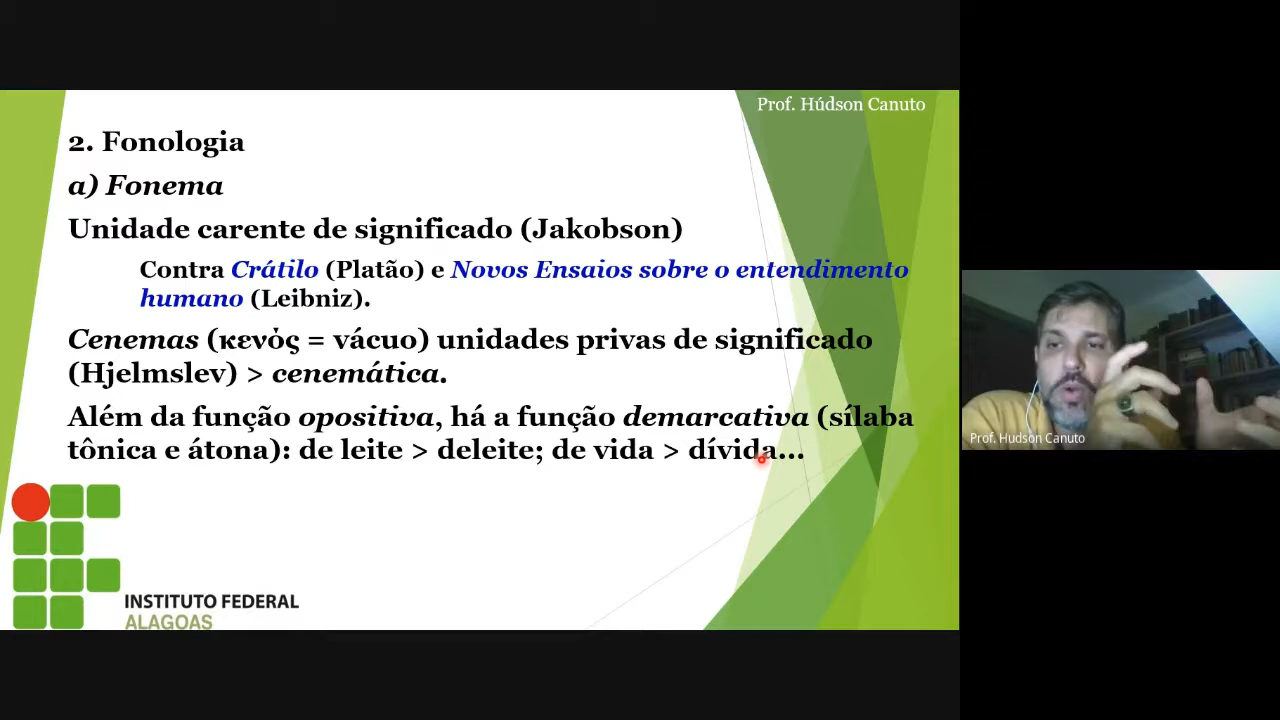 Prof. Húdson Canuto
2. Fonologia
a) Fonema
Unidade carente de significado (Jakobson)
Contra Crátilo (Platão) e Novos Ensaios sobre o entendimento
humano (Leibniz).
Cenemas (κενὁς = vácuo) unidades privas de significado
(Hjelmslev) > cenemática.
Além da função opositiva, há a função demarcativa (sílaba
tônica e átona): de leite > deleite; de vida > dívida...
INSTITUTO FEDERAL
ALAGOAS
Prof. Hudson Canuto